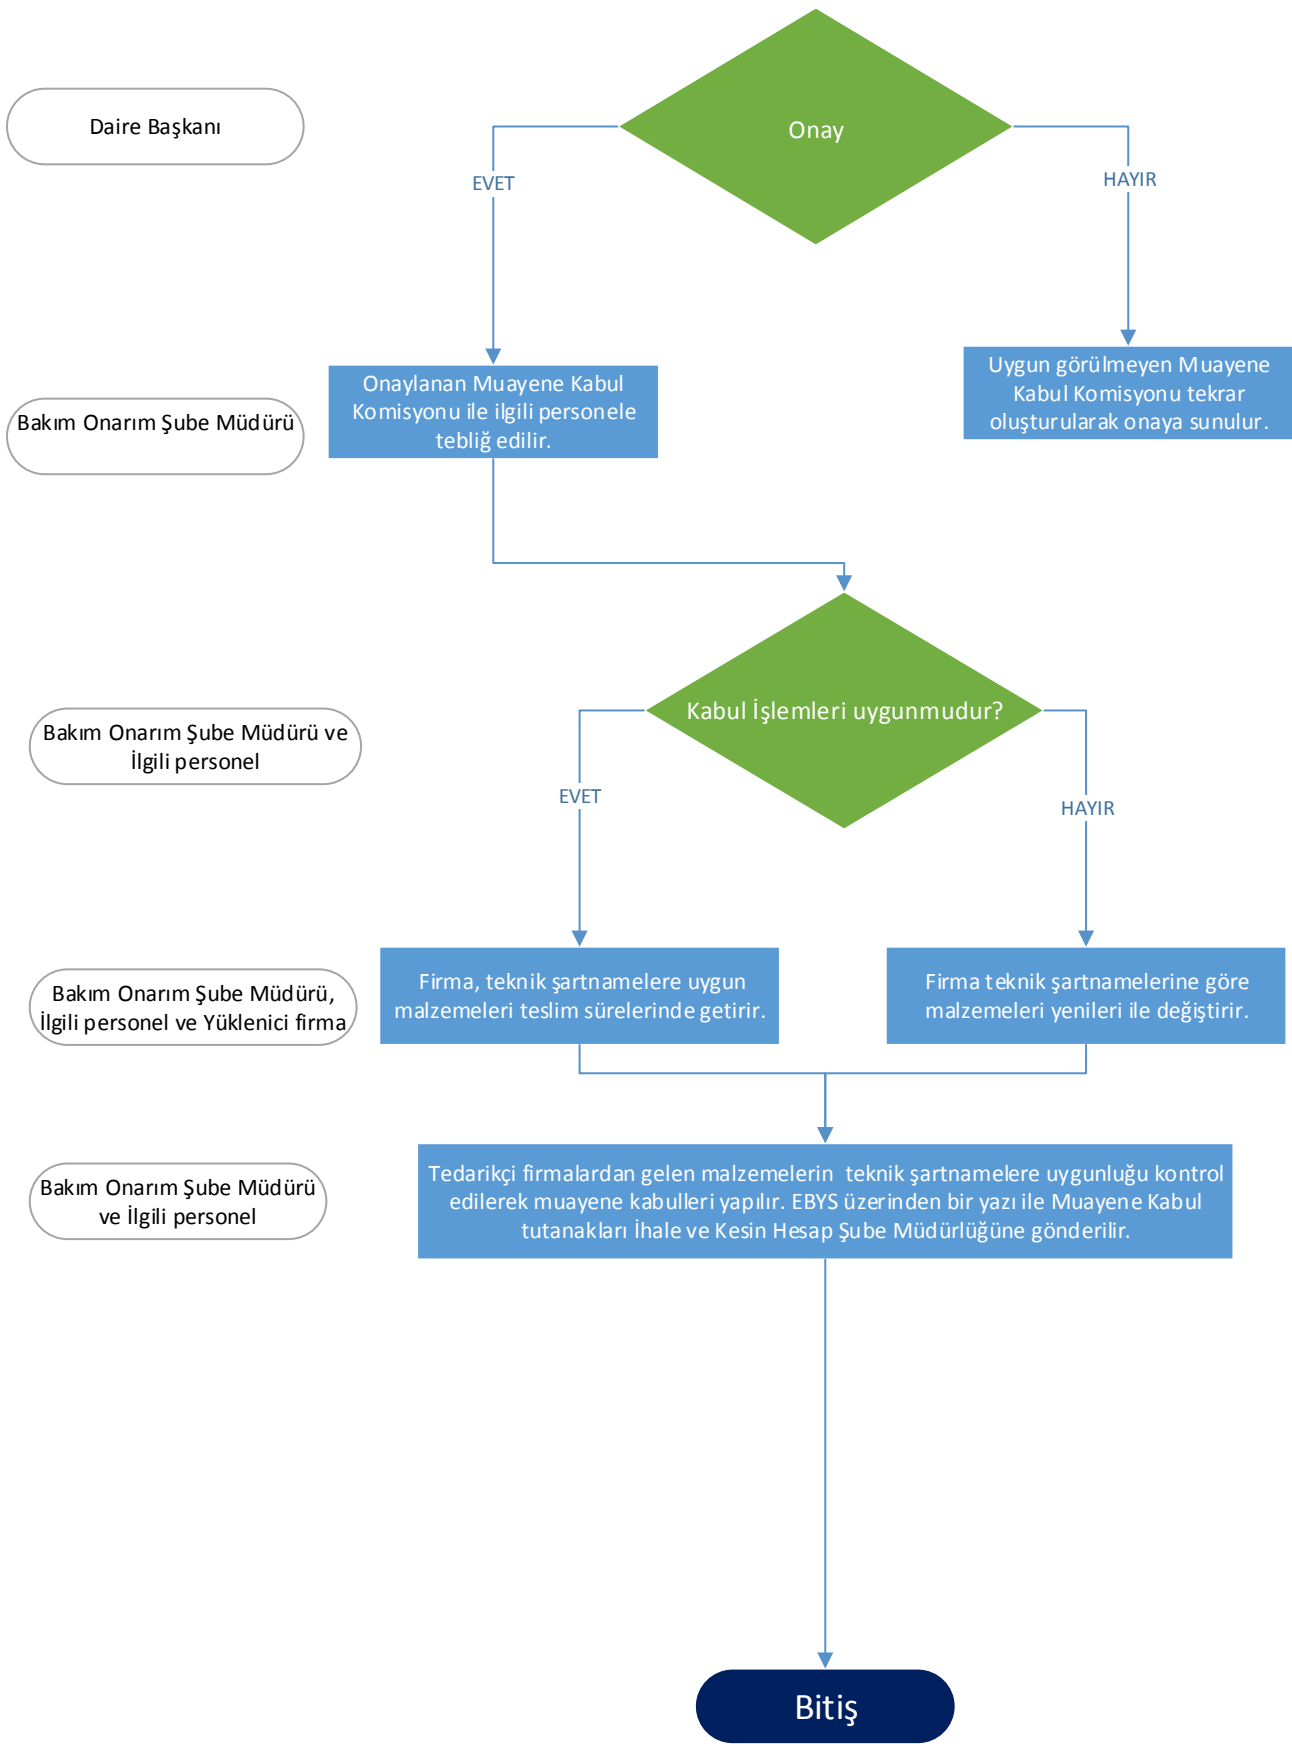 Daire Başkanı
Onay
EVET
HAYIR
Bakım Onarım Şube Müdürü
Onaylanan Muayene Kabul
Komisyonu ile ilgili personele
tebliğ edilir.
Uygun görülmeyen Muayene
Kabul Komisyonu tekrar
oluşturularak onaya sunulur.
Bakım Onarım Şube Müdürü ve
İlgili personel
Kabul İşlemleri uygunmudur?
EVET
HAYIR
Bakım Onarım Şube Müdürü,
İlgili personel ve Yüklenici firma
Firma, teknik şartnamelere uygun
malzemeleri teslim sürelerinde getirir.
Firma teknik şartnamelerine göre
malzemeleri yenileri ile değiştirir.
Bakım Onarım Şube Müdürü
ve İlgili personel
Tedarikçi firmalardan gelen malzemelerin teknik şartnamelere uygunluğu kontrol
edilerek muayene kabulleri yapılır. EBYS üzerinden bir yazı ile Muayene Kabul
tutanakları İhale ve Kesin Hesap Şube Müdürlüğüne gönderilir.
Bitiş